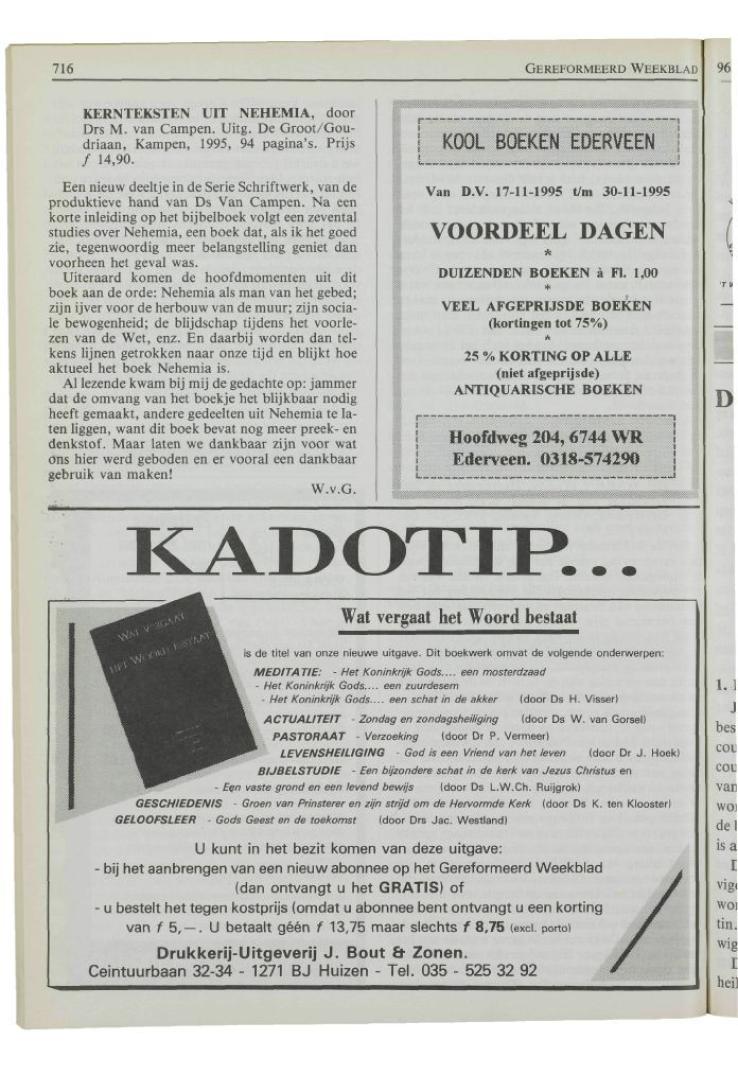 716
GEREFORMEERD WEEKBLAD
KERNTEKSTEN UIT NEHEMIA, door
Drs M. van Campen. Uitg. De Groot/Gou-
driaan, Kampen, 1995, 94 pagina's. Prijs
ƒ 14,90.
Een nieuw deeltje in de Serie Schriftwerk, van de
produktieve hand van Ds Van Campen. Na een
korte inleiding op het bijbelboek volgt een zevental
studies over Nehemia, een boek dat, als ik het goed
zie, tegenwoordig meer belangstelling geniet dan
voorheen het geval was.
Uiteraard komen de hoofdmomenten uit dit
boek aan de orde: Nehemia als man van het gebed;
zijn ijver voor de herbouw van de muur; zijn socia-
le bewogenheid; de blijdschap tijdens het voorle-
zen van de Wet, enz. En daarbij worden dan tel-
kens lijnen getrokken naar onze tijd en blijkt hoe
aktueel het boek Nehemia is.
Al lezende kwam bij mij de gedachte op: jammer
dat de omvang van het boekje het blijkbaar nodig
heeft gemaakt, andere gedeelten uit Nehemia te la-
ten liggen, want dit boek bevat nog meer preek- en
denkstof. Maar laten we dankbaar zijn voor wat
ons hier werd geboden en er vooral een dankbaar
gebruik van maken!
W.v.G.
KOOL BOEKEN EDERVEEN
Van D.V. 17-11-1995 t/m 30-11-1995
VOORDEEL DAGEN
*
DUIZENDEN BOEKEN à Fl. 1,00
*
VEEL AFGEPRIJSDE BOEKEN
(kortingen tot 75%)
*
25 % KORTING OP ALLE
(niet afgeprijsde)
ANTIQUARISCHE BOEKEN
Hoofdweg 204, 6744 WR
Ederveen. 0318-574290
KADOTIP...
WAT VERGAAT
HET WOORD BESTAAT
Wat vergaat het Woord bestaat
is de titel van onze nieuwe uitgave. Dit boekwerk omvat de volgende onderwerpen:
MEDITATIE: - Het Koninkrijk Gods.... een mosterdzaad
- Het Koninkrijk Gods.... een zuurdesem
- Het Koninkrijk Gods.... een schat in de akker (door Ds H. Visser)
ACTUALITEIT - Zondag en zondagsheiliging (door Ds W. van Gorsel)
PASTORAAT - Verzoeking (door Dr P. Vermeer)
LEVENSHEILIGING - God is een Vriend van het leven (door Dr J. Hoek)
BIJBELSTUDIE - Een bijzondere schat in de kerk van Jezus Christus en
- Een vaste grond en een levend bewijs (door Ds L.W.Ch. Ruijgrok)
GESCHIEDENIS - Groen van Prinsterer en zijn strijd om de Hervormde Kerk (door Ds K. ten Klooster)
GELOOFSLEER - Gods Geest en de toekomst (door Drs Jac. Westland)
U kunt in het bezit komen van deze uitgave:
- bij het aanbrengen van een nieuw abonnee op het Gereformeerd Weekblad
(dan ontvangt u het GRATIS) of
- u bestelt het tegen kostprijs (omdat u abonnee bent ontvangt u een korting
van ƒ 5,—. U betaalt géén ƒ 13,75 maar slechts ƒ 8,75 (excl. porto)
Drukkerij-Uitgeverij J. Bout & Zonen.
Ceintuurbaan 32-34 - 1271 BJ Huizen - Tel. 035 - 525 32 92
96
D
1.
J
bes
cou
cou
van
wor
de
is a
vige
wor
tin.
wig
heil